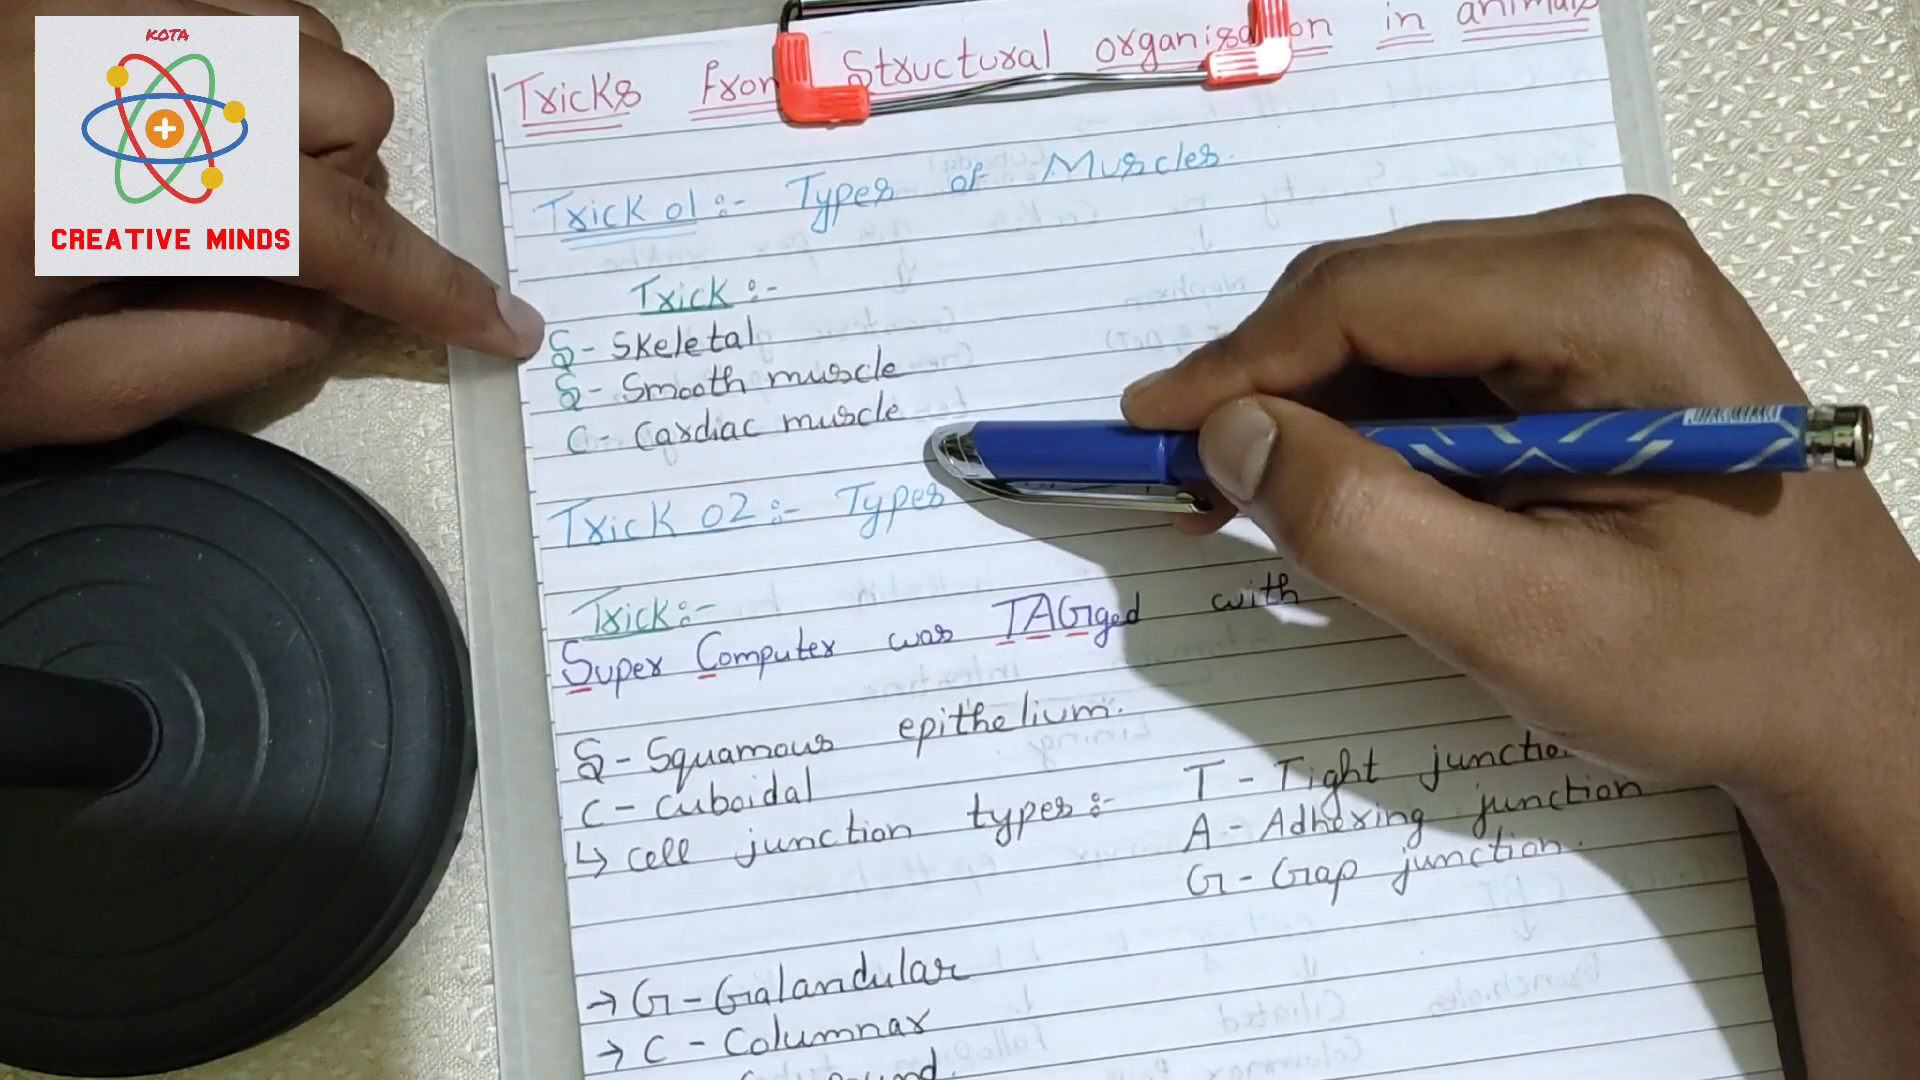 KOTA
CREATIVE MINDS
Tricks from Structural organisation in animals
Trick 01:- Types of Muscles.
Trick:-
S- Skeletal
S- Smooth muscle
C- Cardiac muscle
Trick 02:- Types
Trick:-
Super Computer was TAGged with
S- Squamous epithelium.
C- Cuboidal
↳ cell junction types:-
T- Tight junction
A- Adhering junction
G- Gap junction.
→ G- Galandular
→ C- Columnar